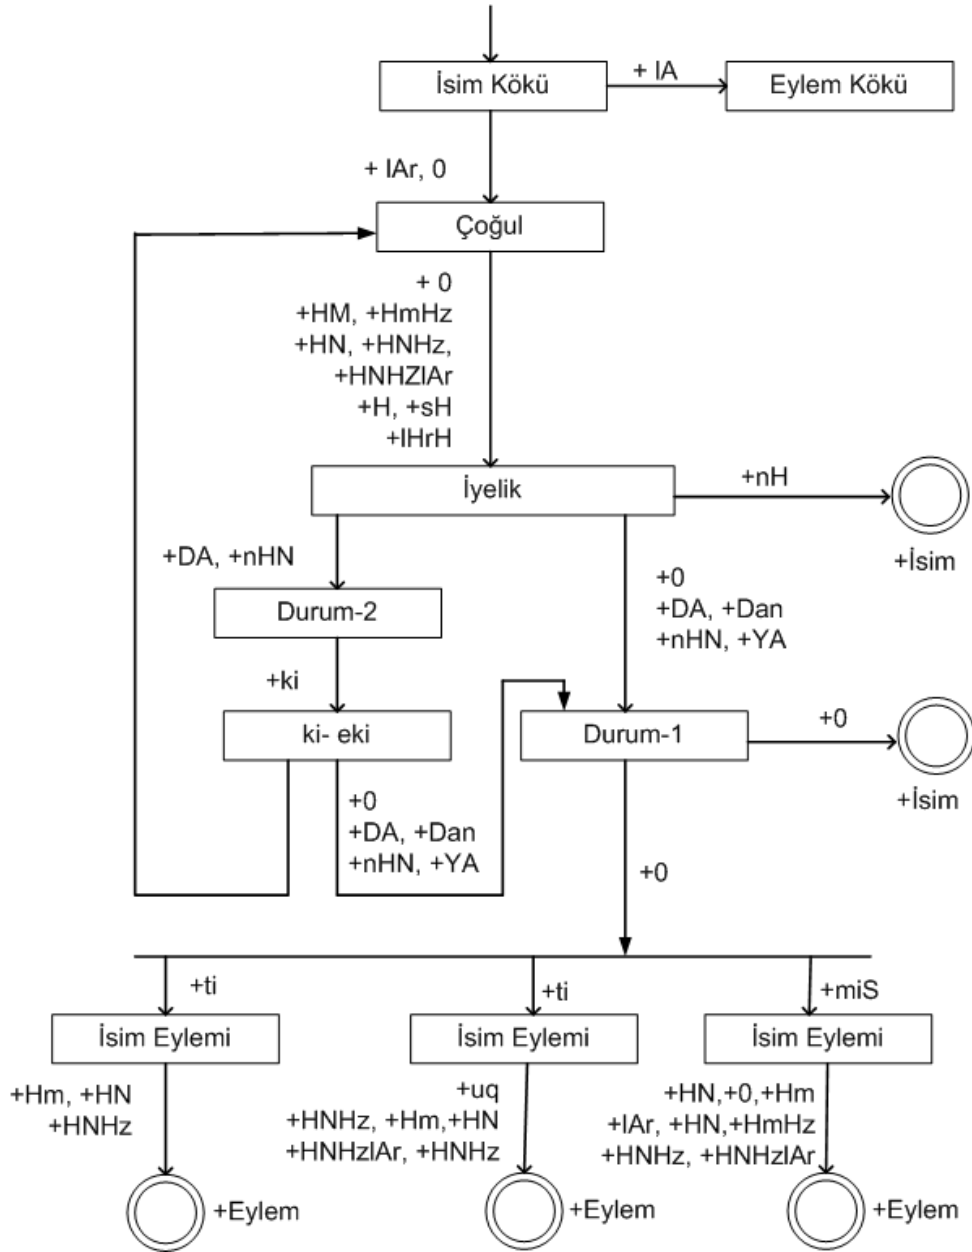 İsim Kökü
+ lA
Eylem Kökü
+ lAr, 0
Çoğul
+ 0
+HM, +HmHz
+HN, +HNHz,
+HNHZlAr
+H, +sH
+lHrH
İyelik
+nH
+İsim
+DA, +nHN
Durum-2
+ki
ki- eki
+0
+DA, +Dan
+nHN, +YA
+0
+DA, +Dan
+nHN, +YA
Durum-1
+0
+İsim
+0
+ti
İsim Eylemi
+Hm, +HN
+HNHz
+Eylem
+ti
İsim Eylemi
+uq
+HNHz, +Hm,+HN
+HNHzlAr, +HNHz
+Eylem
+miS
İsim Eylemi
+HN,+0,+Hm
+lAr, +HN,+HmHz
+HNHz, +HNHzlAr
+Eylem